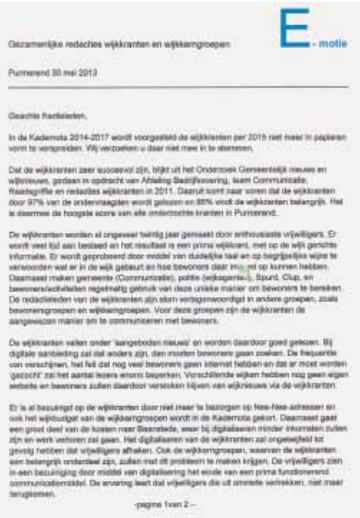 E - motie
Gezamenlijke redacties wijkkranten en wijkkerngroepen
Purmerend 30 mei 2013
Geachte fractieleden,
In de Kadernota 2014-2017 wordt voorgesteld de wijkkranten per 2015 niet meer in papieren
vorm te verspreiden. Wij verzoeken u daar niet mee in te stemmen.
Dat de wijkkranten zeer succesvol zijn, blijkt uit het Onderzoek Gemeentelijk nieuws en
wijknieuws, gedaan in opdracht van Afdeling Bedrijfsvoering, team Communicatie,
Raadsgriffie en redacties wijkkranten in 2011. Daaruit komt naar voren dat de wijkkranten
door 97% van de ondervraagden wordt gelezen en 86% vindt de wijkkranten belangrijk. Het
is daarmee de hoogste score van alle onderzochte kranten in Purmerend.
De wijkkranten worden al ongeveer twintig jaar gemaakt door enthousiaste vrijwilligers. Er
wordt veel tijd aan besteed en het resultaat is een prima wijkkrant, met op de wijk gerichte
informatie. Er wordt geprobeerd door middel van duidelijke taal en op begrijpelijke wijze te
verwoorden wat er in de wijk gebeurt en hoe bewoners daar op kunnen hebben.
Daarnaast maken gemeente (Communicatie), politie (wijkagenten), Spurd, Clup, en
bewoners/activiteiten regelmatig gebruik van deze unieke manier om bewoners te bereiken.
De redactieleden van de wijkkranten zijn vertegenwoordigd in andere groepen, zoals
bewonersgroepen en wijkkerngroepen. Voor deze groepen zijn de wijkkranten de
aangewezen manier om te communiceren met bewoners.
De wijkkranten vallen onder 'aangeboden nieuws' en worden daardoor goed gelezen. Bij
digitale aanbieding zal dat anders zijn, dan moeten bewoners gaan zoeken. De frequentie
van verschijnen, het feit dat nog veel bewoners geen internet hebben en dat er moet worden
'gezocht' zal het aantal lezers enorm beperken. Verschillende wijken hebben nog geen eigen
website en bewoners zullen daardoor verstoken blijven van wijknieuws via de wijkkranten.
Er is al bezuinigd op de wijkkranten door niet meer te bezorgen op Nee-Nee-adressen en
ook het wijkbudget van de wijkkerngroepen wordt in de Kadernota gekort. Daarnaast gaat
een groot deel van de kosten naar Baanstede, waar bij digitaliseren minder inkomsten zullen
zijn en werk verloren zal gaan. Het digitaliseren van de wijkkranten zal ongetwijfeld tot
gevolg hebben dat vrijwilligers afhaken. Ook de wijkkerngroepen, waarvan de wijkkranten
een belangrijk onderdeel zijn, zullen met dit probleem te maken krijgen. De vrijwilligers zien
in een bezuiniging door middel van digitalisering het einde van een prima functionerend
communicatiemiddel. De ervaring leert dat vrijwilligers die uit onvrede vertrekken, niet meer
terugkomen.
-pagina 1van 2 –